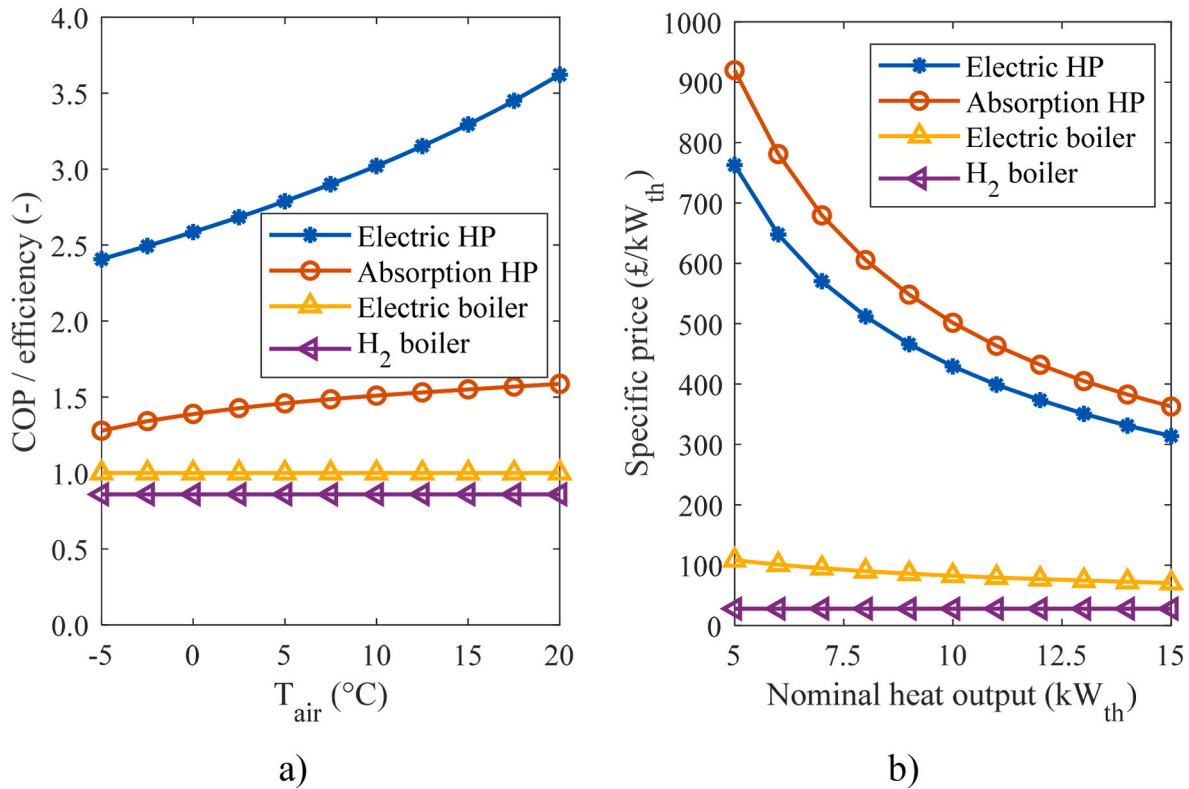 4.0
3.5
3.0
2.5
2.0
1.5
1.0
0.5
0.0
COP / efficiency (-)
Electric HP
Absorption HP
Electric boiler
H2 boiler
-5 0 5 10 15 20
Tair (°C)
a)
1000
900
800
700
600
500
400
300
200
100
0
Specific price (£/kWth)
Electric HP
Absorption HP
Electric boiler
H2 boiler
5 7.5 10 12.5 15
Nominal heat output (kWth)
b)